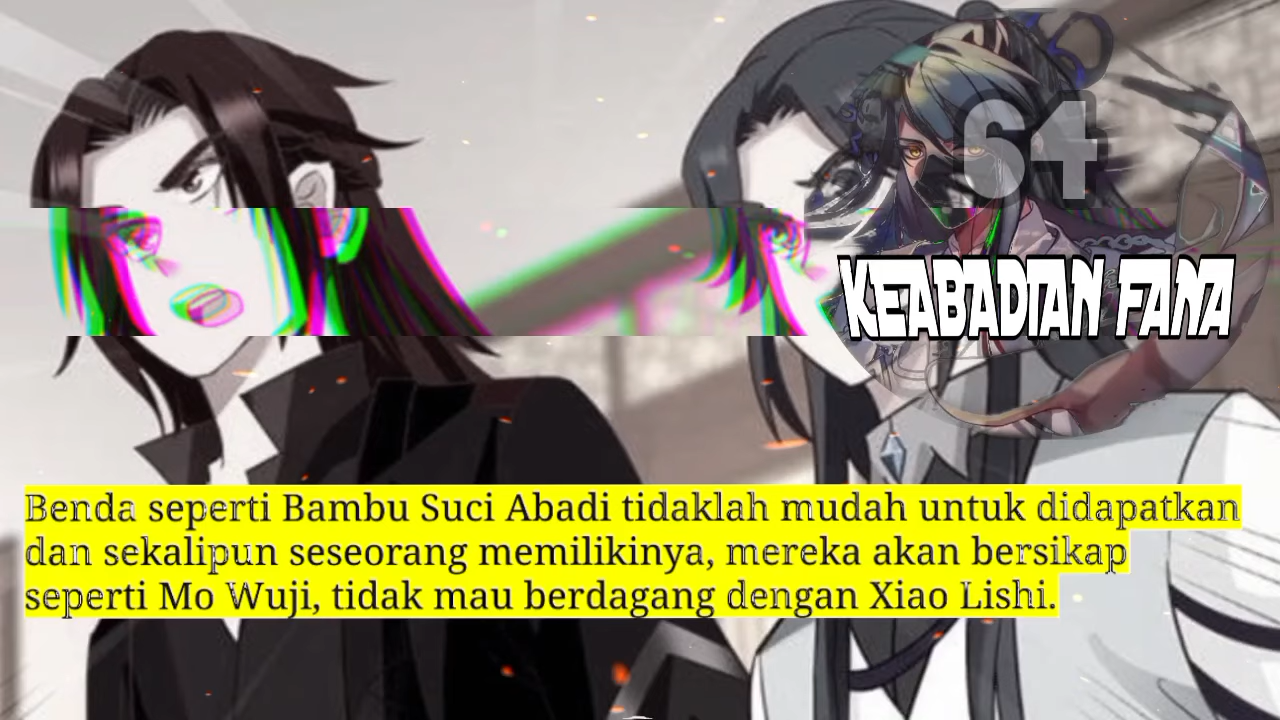 64
KEABADIAN FANA
Benda seperti Bambu Suci Abadi tidaklah mudah untuk didapatkan
dan sekalipun seseorang memilikinya, mereka akan bersikap
seperti Mo Wuji, tidak mau berdagang dengan Xiao Lishi.